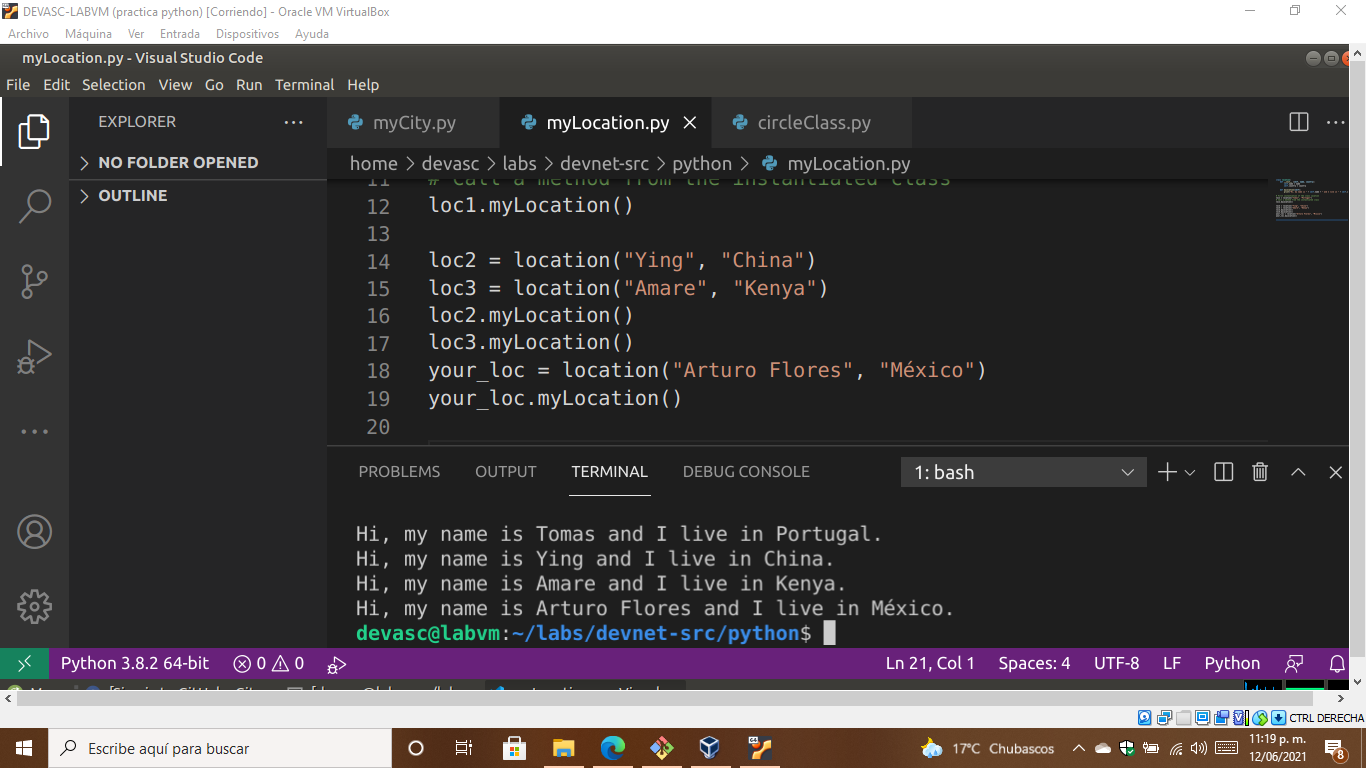 DEVASC-LABVM (practica python) [Corriendo] - Oracle VM VirtualBox
Archivo Máquina Ver Entrada Dispositivos Ayuda
myLocation.py - Visual Studio Code
File Edit Selection View Go Run Terminal Help
EXPLORER ...
myCity.py myLocation.py circleClass.py
NO FOLDER OPENED
home > devasc > labs > devnet-src > python > myLocation.py
OUTLINE
11 # Call a method from the instantiated class
12 loc1.myLocation()
13
14 loc2 = location("Ying", "China")
15 loc3 = location("Amare", "Kenya")
16 loc2.myLocation()
17 loc3.myLocation()
18 your_loc = location("Arturo Flores", "México")
19 your_loc.myLocation()
20
PROBLEMS OUTPUT TERMINAL DEBUG CONSOLE 1: bash
Hi, my name is Tomas and I live in Portugal.
Hi, my name is Ying and I live in China.
Hi, my name is Amare and I live in Kenya.
Hi, my name is Arturo Flores and I live in México.
devasc@labvm:~/labs/devnet-src/python$
Python 3.8.2 64-bit 0 0 Ln 21, Col 1 Spaces: 4 UTF-8 LF Python
CTRL DERECHA
Escribe aquí para buscar
17°C Chubascos
11:19 p. m.
12/06/2021
8